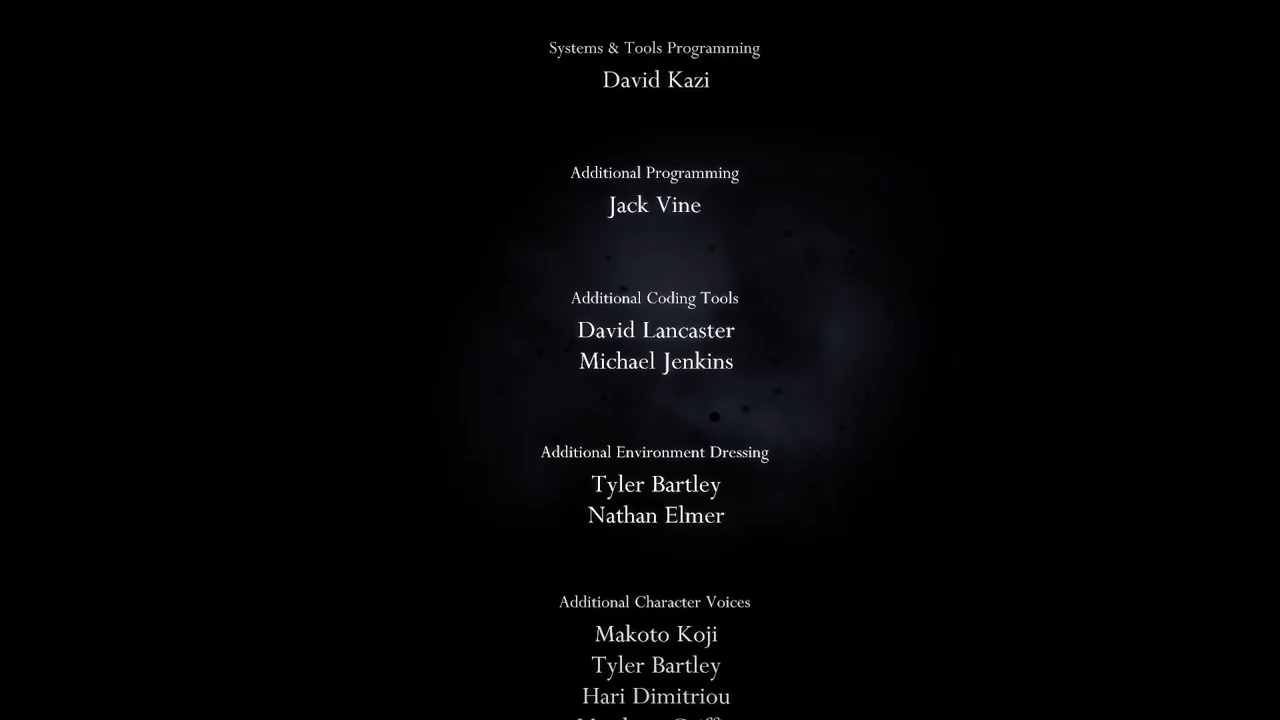 Systems & Tools Programming
David Kazi
Additional Programming
Jack Vine
Additional Coding Tools
David Lancaster
Michael Jenkins
Additional Environment Dressing
Tyler Bartley
Nathan Elmer
Additional Character Voices
Makoto Koji
Tyler Bartley
Hari Dimitriou